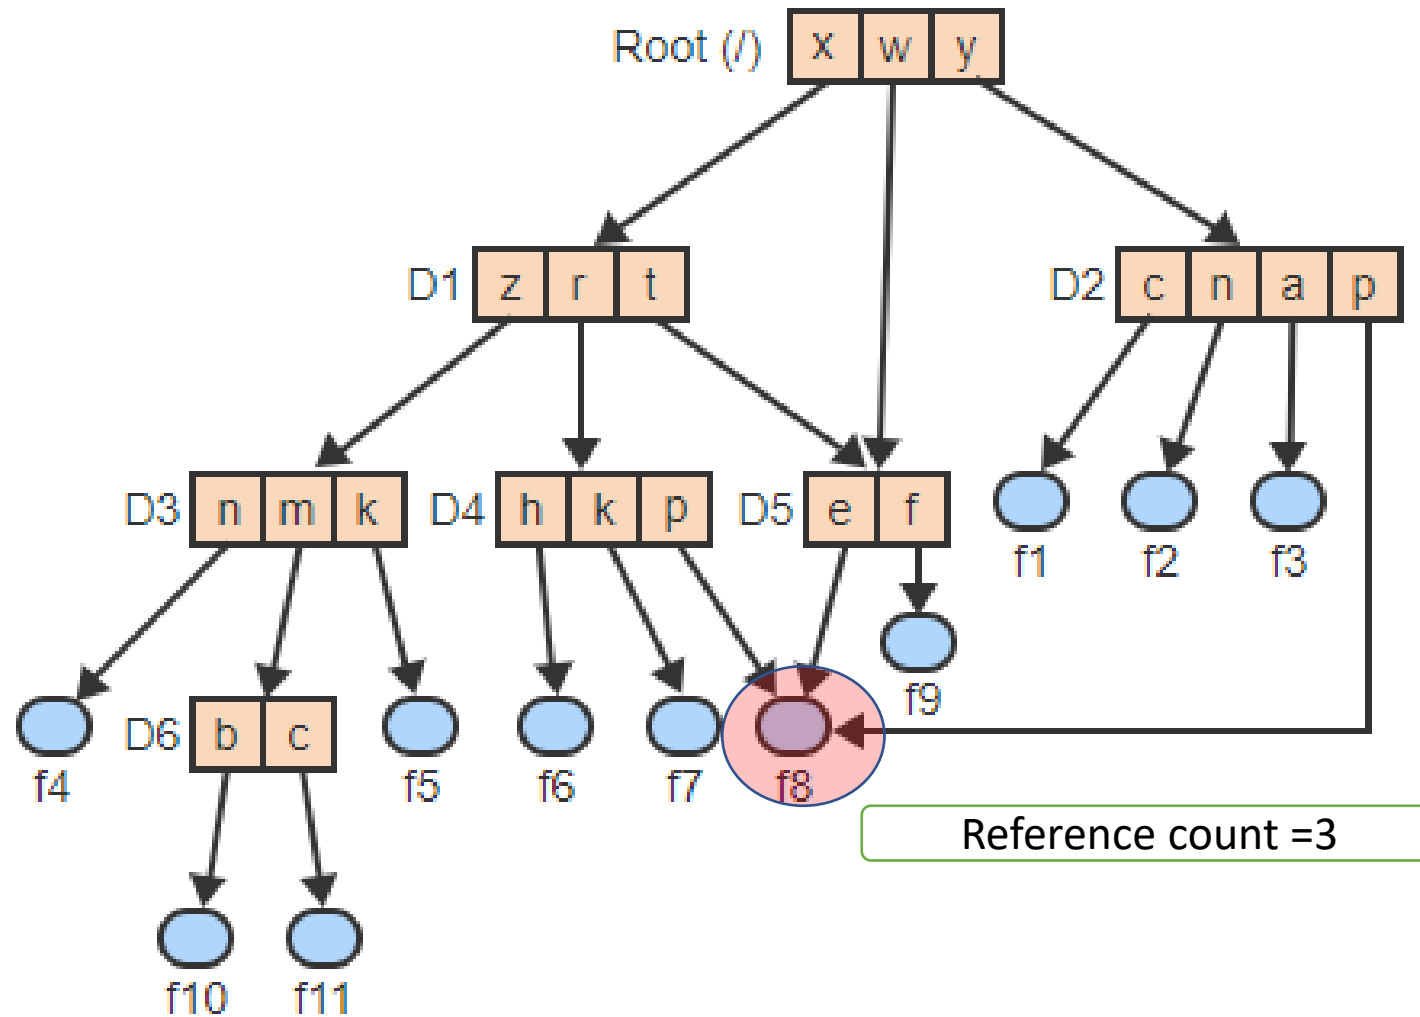 Root (/) x w y
D1 z r t
D2 c n a p
D3 n m k
D4 h k p
D5 e f
f1 f2 f3
f9
D6 b c
f4 f5 f6 f7 f8
Reference count =3
f10 f11